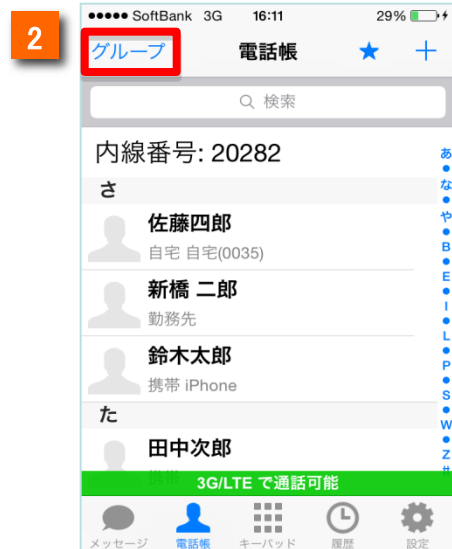 2
SoftBank 3G 16:11 29%
グループ 電話帳 ★ +
検索
内線番号: 20282
さ
佐藤四郎
自宅 自宅(0035)
新橋 二郎
勤務先
鈴木太郎
携帯 iPhone
た
田中次郎
携帯
3G/LTE で通話可能
メッセージ 電話帳 キーパッド 履歴 設定
あ
●
な
●
や
●
B
●
E
●
I
●
L
●
P
●
S
●
W
●
Z
#